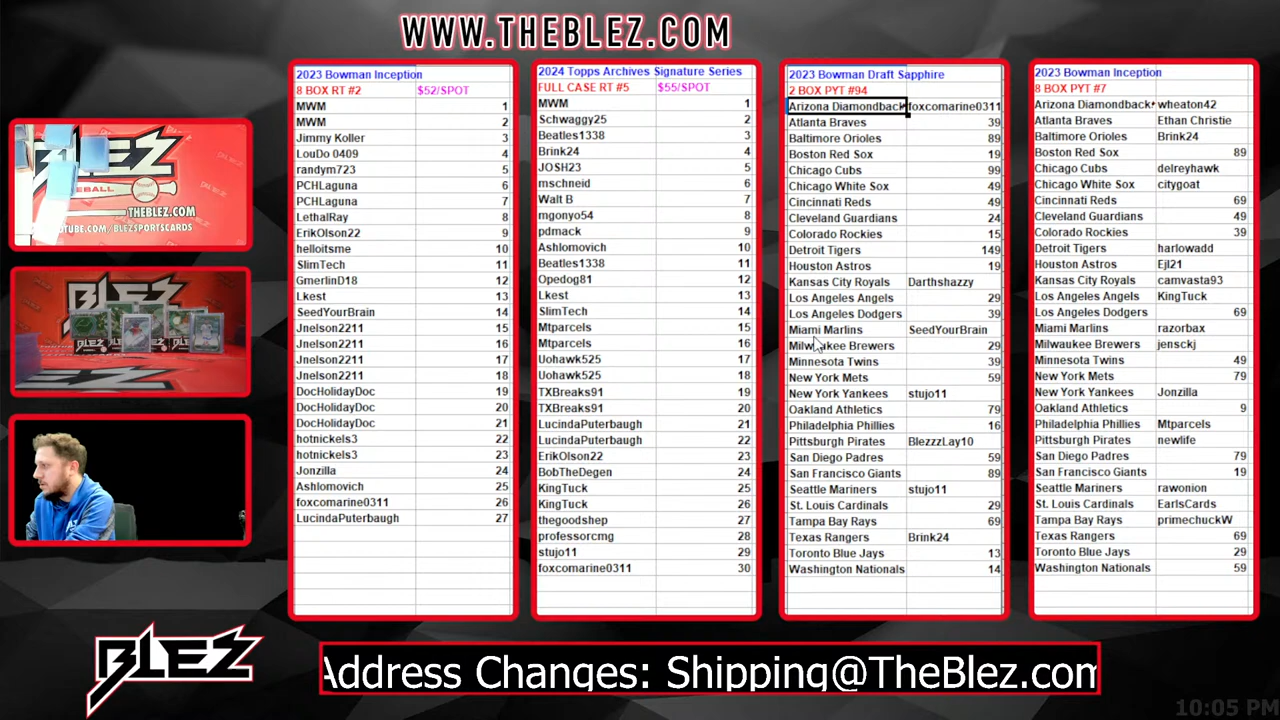 WWW.THEBLEZ.COM
2023 Bowman Inception
8 BOX RT #2 $52/SPOT
MWM 1
MWM 2
Jimmy Koller 3
LouDo 0409 4
randym723 5
PCHLaguna 6
PCHLaguna 7
LethalRay 8
ErikOlson22 9
helloitsme 10
SlimTech 11
GmerlinD18 12
Lkest 13
SeedYourBrain 14
Jnelson2211 15
Jnelson2211 16
Jnelson2211 17
Jnelson2211 18
DocHolidayDoc 19
DocHolidayDoc 20
DocHolidayDoc 21
hotnickels3 22
hotnickels3 23
Jonzilla 24
Ashlomovich 25
foxcomarine0311 26
LucindaPuterbaugh 27
2024 Topps Archives Signature Series
FULL CASE RT #5 $55/SPOT
MWM 1
Schwaggy25 2
Beatles1338 3
Brink24 4
JOSH23 5
mschneid 6
Walt B 7
mgonyo54 8
pdmack 9
Ashlomovich 10
Beatles1338 11
Opedog81 12
Lkest 13
SlimTech 14
Mtparcels 15
Mtparcels 16
Uohawk525 17
Uohawk525 18
TXBreaks91 19
TXBreaks91 20
LucindaPuterbaugh 21
LucindaPuterbaugh 22
ErikOlson22 23
BobTheDegen 24
KingTuck 25
KingTuck 26
thegoodshep 27
professorcmg 28
stujo11 29
foxcomarine0311 30
2023 Bowman Draft Sapphire
2 BOX PYT #94
Arizona Diamondback foxcomarine0311
Atlanta Braves 39
Baltimore Orioles 89
Boston Red Sox 19
Chicago Cubs 99
Chicago White Sox 49
Cincinnati Reds 49
Cleveland Guardians 24
Colorado Rockies 15
Detroit Tigers 149
Houston Astros 19
Kansas City Royals Darthshazzy
Los Angeles Angels 29
Los Angeles Dodgers 39
Miami Marlins SeedYourBrain
Milwaukee Brewers 29
Minnesota Twins 39
New York Mets 59
New York Yankees stujo11
Oakland Athletics 79
Philadelphia Phillies 16
Pittsburgh Pirates BlezzzLay10
San Diego Padres 59
San Francisco Giants 89
Seattle Mariners stujo11
St. Louis Cardinals 29
Tampa Bay Rays 69
Texas Rangers Brink24
Toronto Blue Jays 13
Washington Nationals 14
2023 Bowman Inception
8 BOX PYT #7
Arizona Diamondback wheaton42
Atlanta Braves Ethan Christie
Baltimore Orioles Brink24
Boston Red Sox 89
Chicago Cubs delreyhawk
Chicago White Sox citygoat
Cincinnati Reds 69
Cleveland Guardians 49
Colorado Rockies 39
Detroit Tigers harlowadd
Houston Astros Ejl21
Kansas City Royals camvasta93
Los Angeles Angels KingTuck
Los Angeles Dodgers 69
Miami Marlins razorbax
Milwaukee Brewers jensckj
Minnesota Twins 49
New York Mets 79
New York Yankees Jonzilla
Oakland Athletics 9
Philadelphia Phillies Mtparcels
Pittsburgh Pirates newlife
San Diego Padres 79
San Francisco Giants 19
Seattle Mariners rawonion
St. Louis Cardinals EarlsCards
Tampa Bay Rays primechuckW
Texas Rangers 69
Toronto Blue Jays 29
Washington Nationals 59
THEBLEZ.COM
BLEZ
BLEZ
Address Changes: Shipping@TheBlez.com
10:05 PM